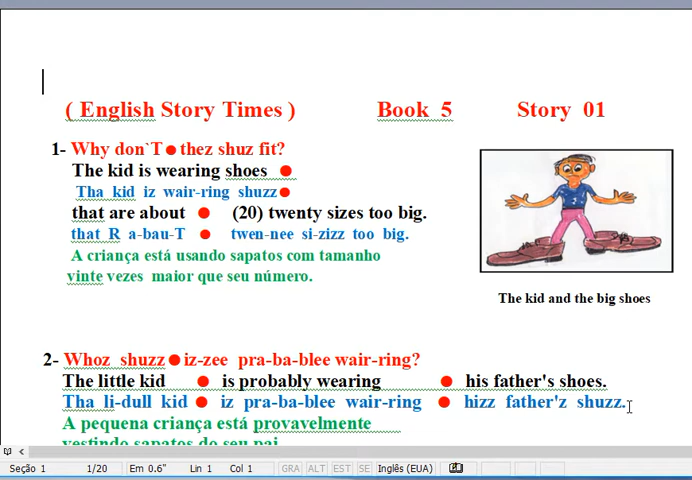 ( English Story Times ) Book 5 Story 01
1- Why don`T ● thez shuz fit?
The kid is wearing shoes ●
Tha kid iz wair-ring shuzz ●
that are about ● (20) twenty sizes too big.
that R a-bau-T ● twen-nee si-zizz too big.
A criança está usando sapatos com tamanho
vinte vezes maior que seu número.
The kid and the big shoes
2- Whoz shuzz ● iz-zee pra-ba-blee wair-ring?
The little kid ● is probably wearing ● his father's shoes.
Tha li-dull kid ● iz pra-ba-blee wair-ring ● hizz father'z shuzz.
A pequena criança está provavelmente
vestindo sapatos do seu pai
Seção 1 1/20 Em 0.6" Lin 1 Col 1 GRA ALT EST SE Inglês (EUA)